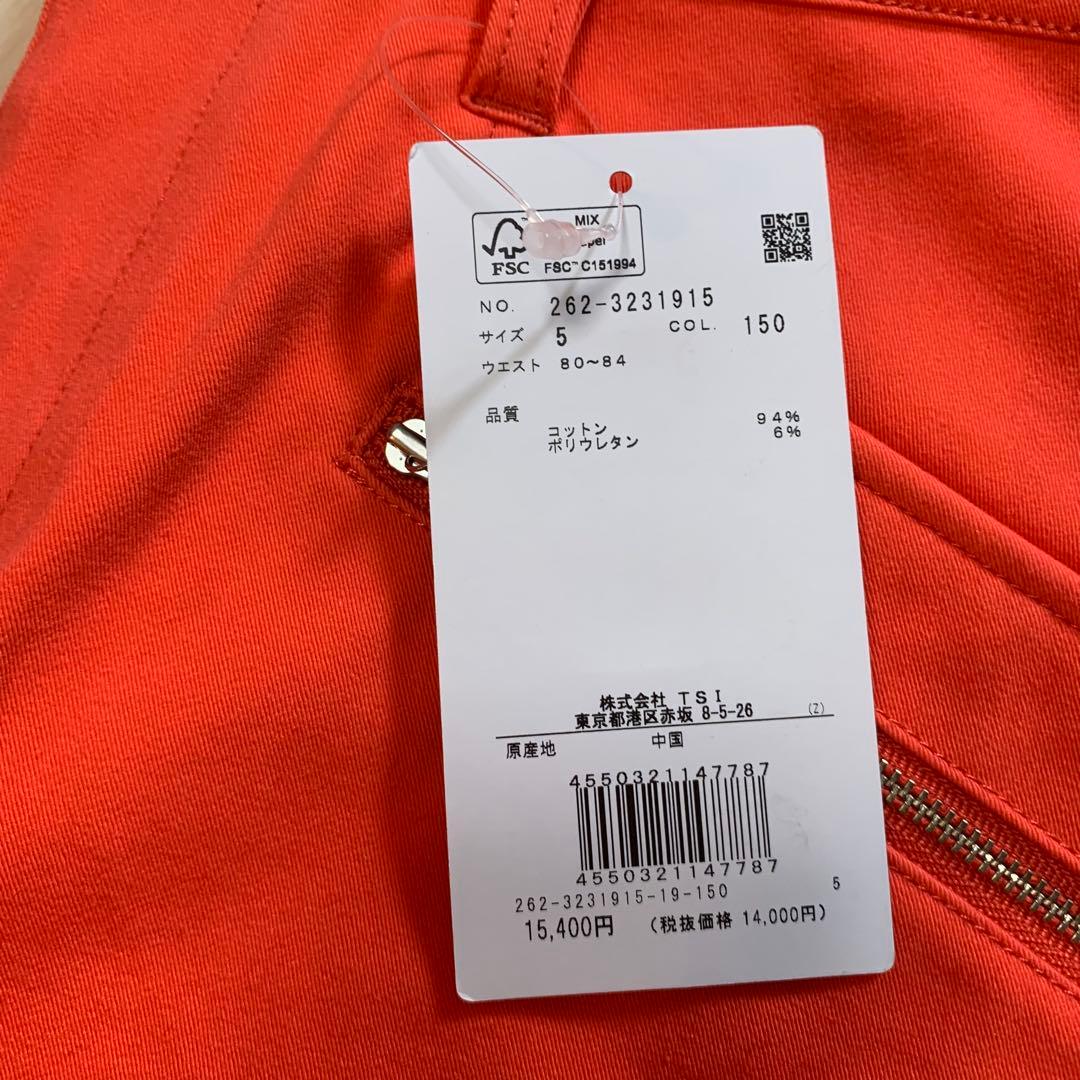 MIX
FSC FSC™ C151994
NO. 262-3231915
サイズ 5 COL. 150
ウエスト 80〜84
品質
コットン 94%
ポリウレタン 6%
株式会社 TSI
東京都港区赤坂 8-5-26 (Z)
原産地 中国
4550321147787
4550321147787
262-3231915-19-150 5
15,400円 (税抜価格 14,000円)